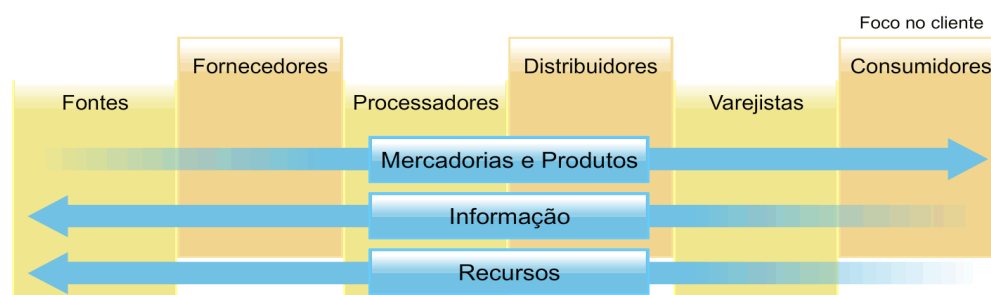 Foco no cliente
Fornecedores
Distribuidores
Consumidores
Fontes
Processadores
Varejistas
Mercadorias e Produtos
Informação
Recursos